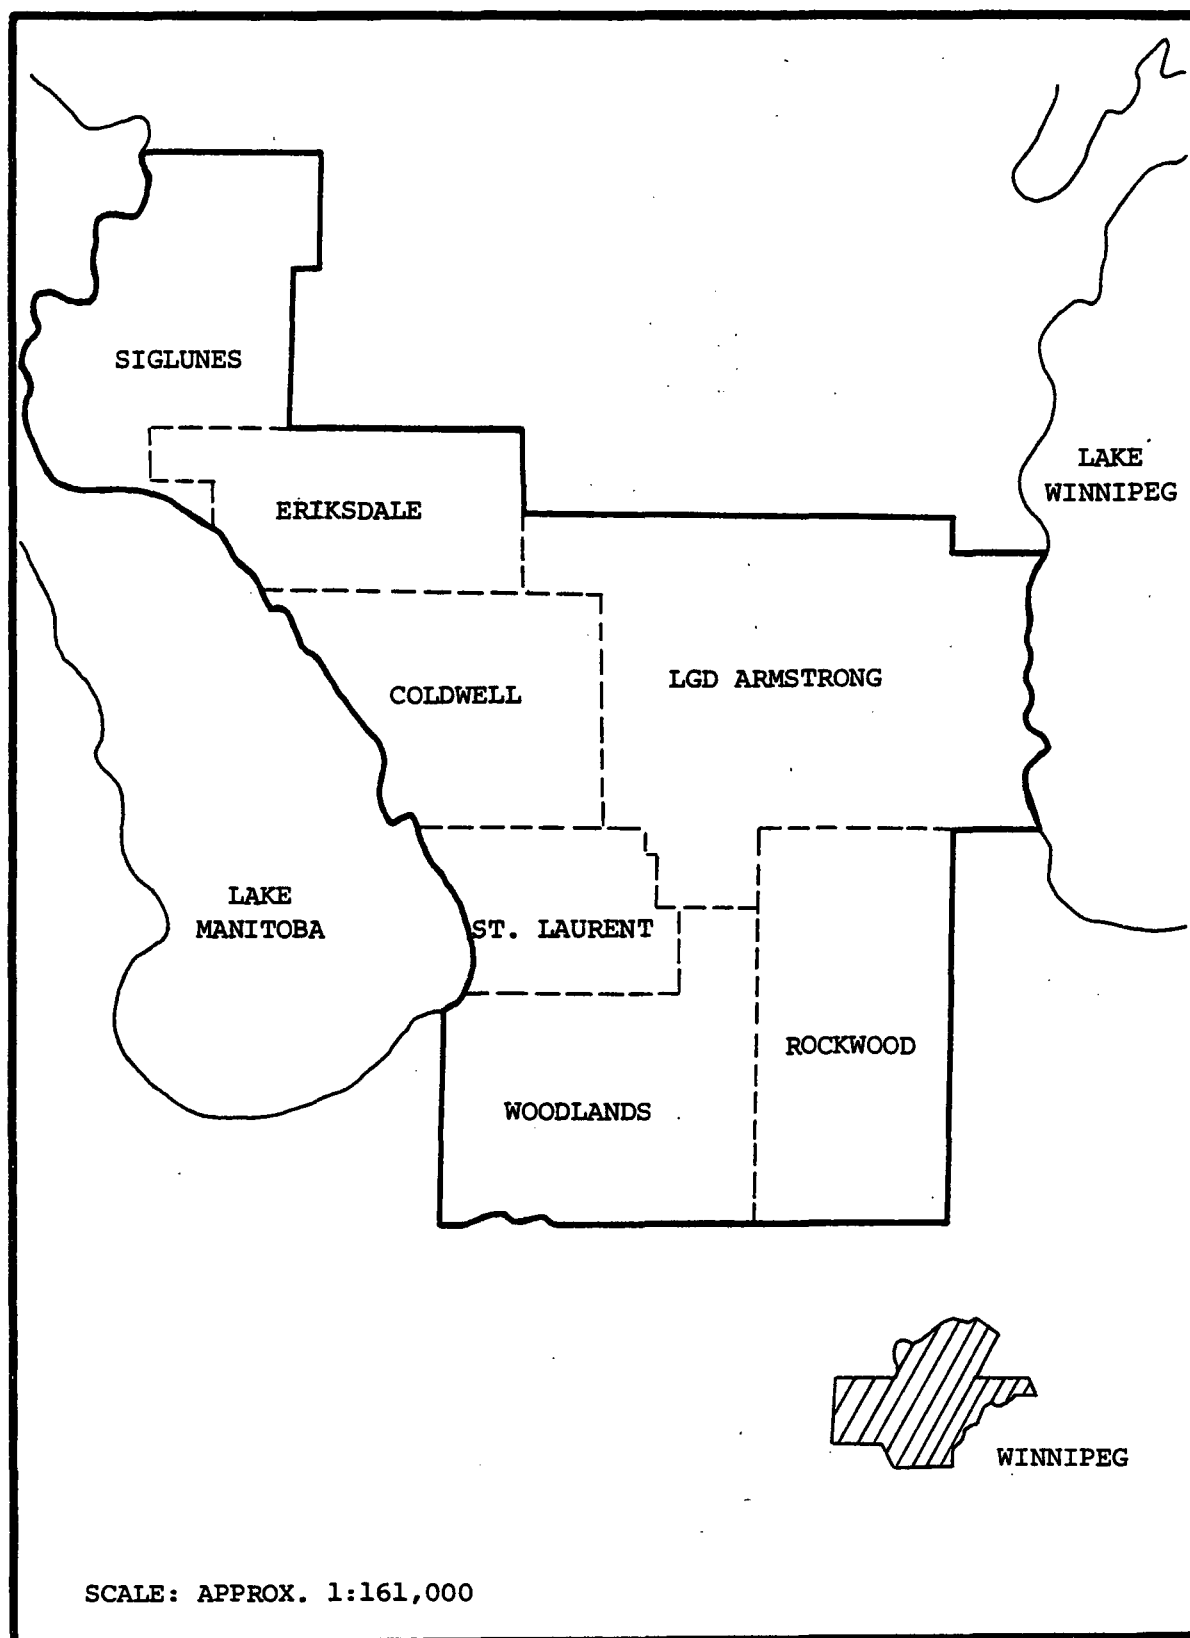 SIGLUNES
LAKE
WINNIPEG
ERIKSDALE
LGD ARMSTRONG
COLDWELL
LAKE
MANITOBA
ST. LAURENT
ROCKWOOD
WOODLANDS
WINNIPEG
SCALE: APPROX. 1:161,000